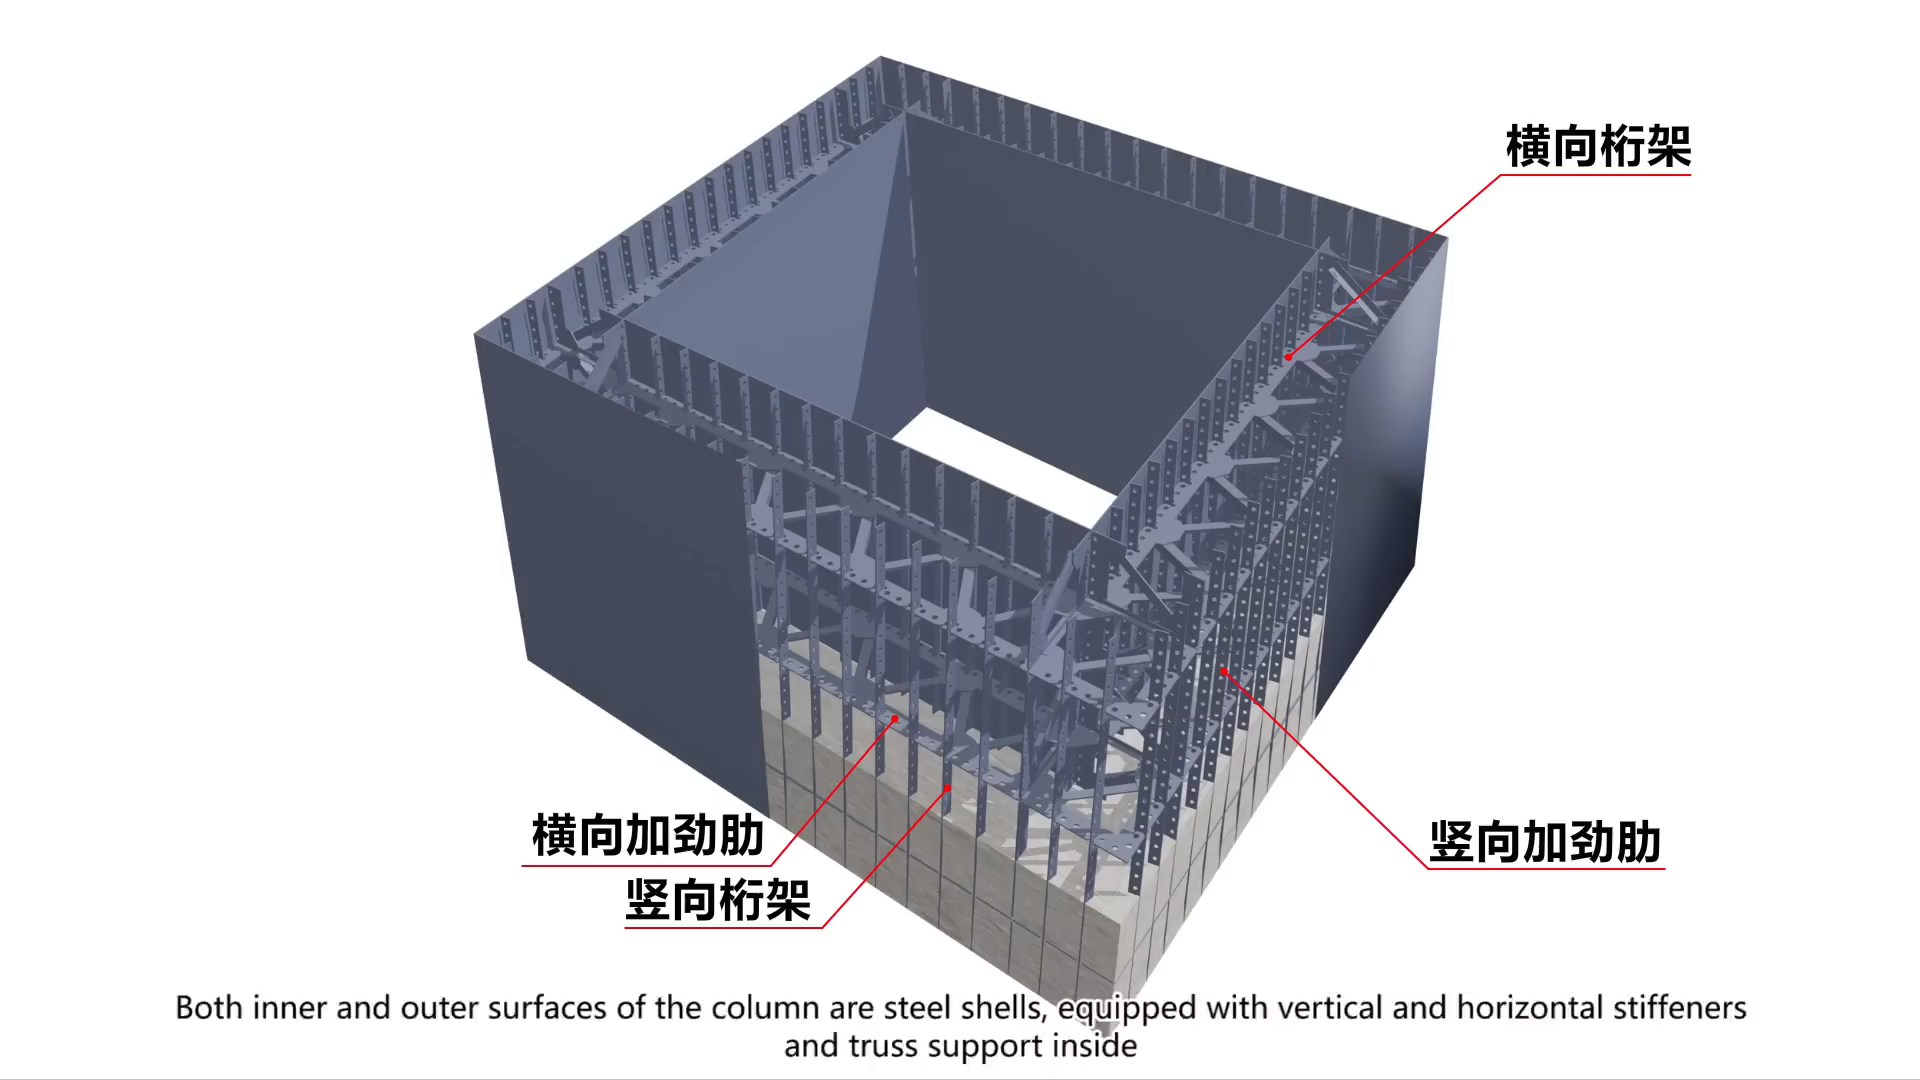 横向桁架
横向加劲肋
竖向加劲肋
竖向桁架
Both inner and outer surfaces of the column are steel shells, equipped with vertical and horizontal stiffeners
and truss support inside